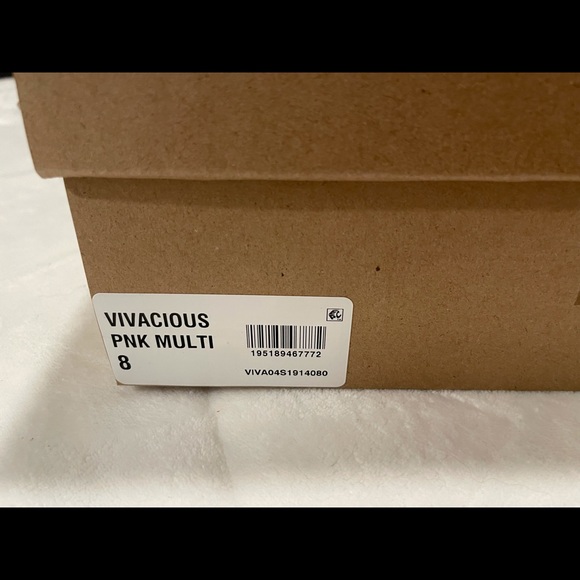 VIVACIOUS
PNK MULTI
8
195189467772
VIVA04S1914080